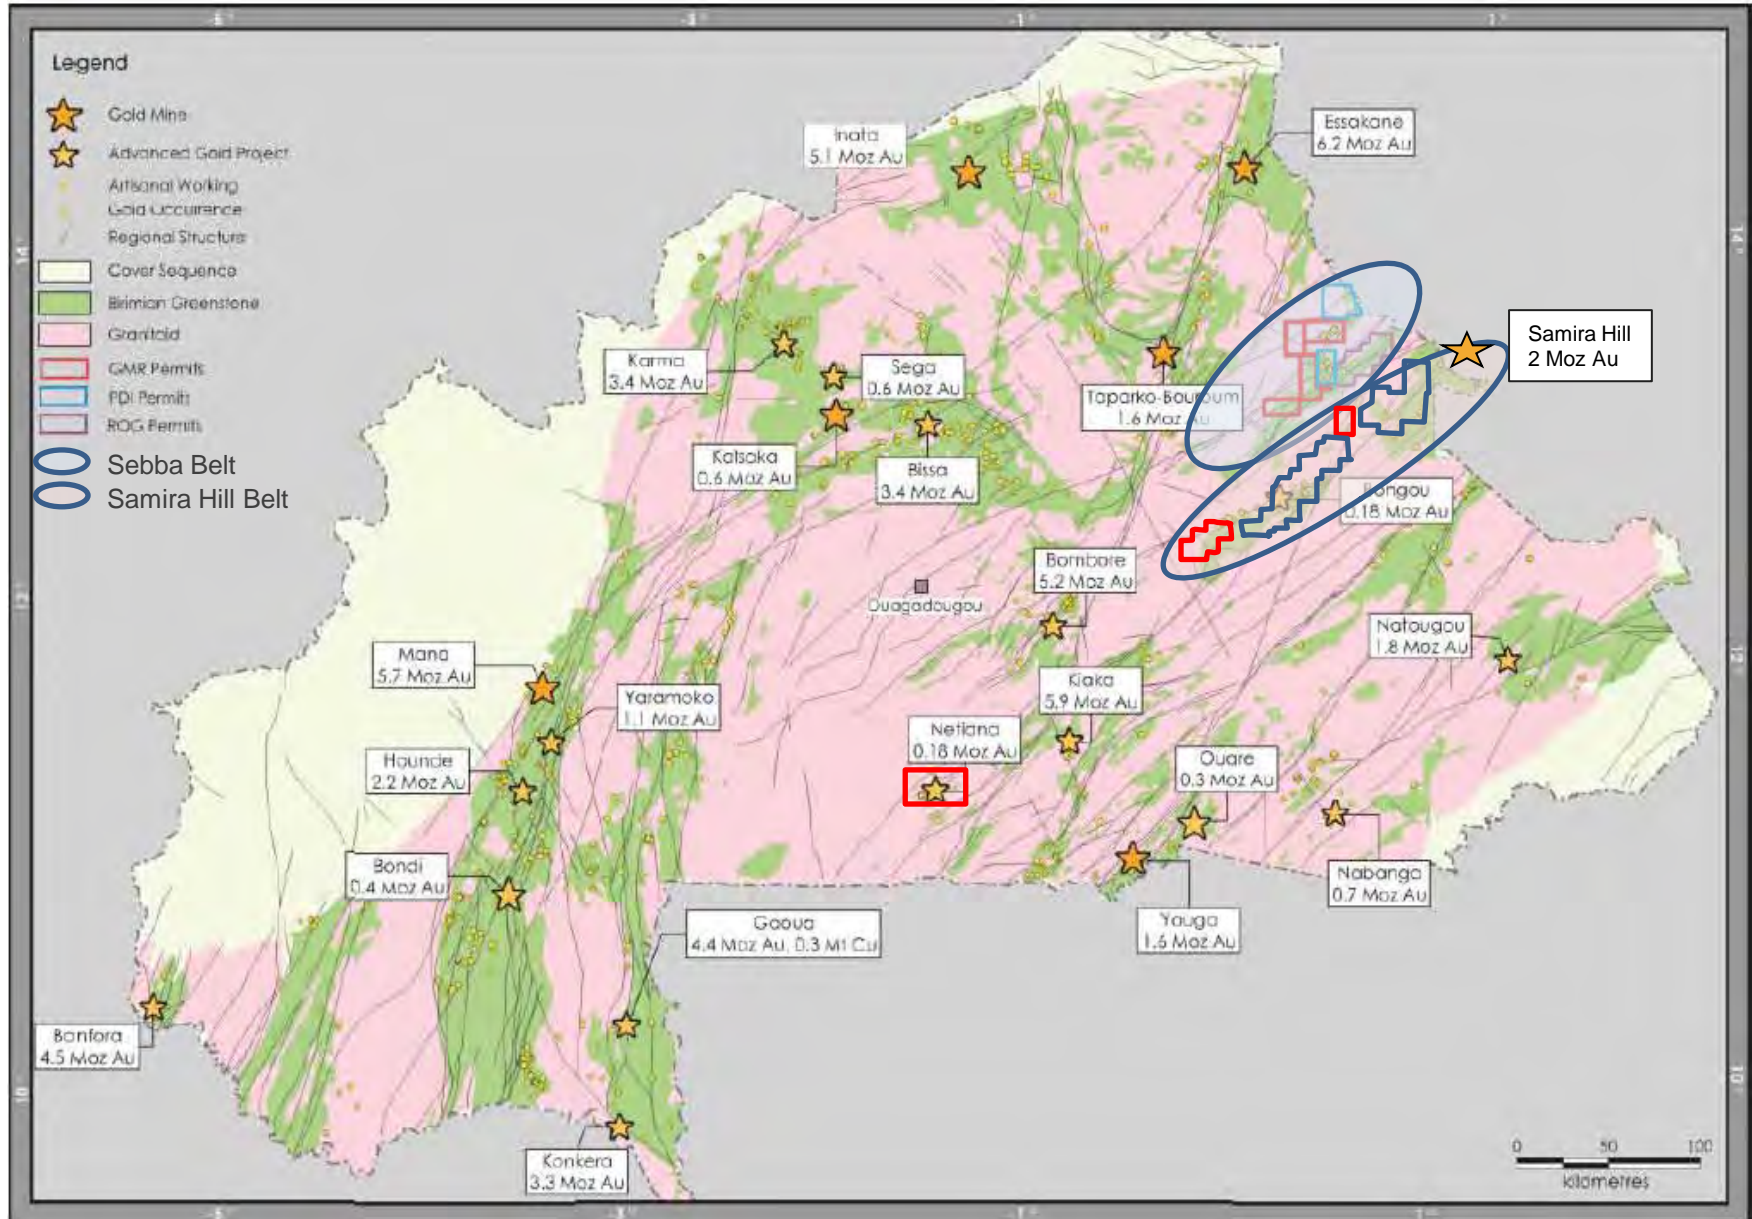 Legend
Gold Mine
Advanced Gold Project
Artisanal Working
Gold Occurrence
Regional Structure
Cover Sequence
Birimian Greenstone
Granitoid
GMR Permits
PDI Permits
ROG Permits
Sebba Belt
Samira Hill Belt
Inata
5.1 Moz Au
Essakane
6.2 Moz Au
Samira Hill
2 Moz Au
Karma
3.4 Moz Au
Sega
0.6 Moz Au
Taparko-Bouroum
1.6 Moz Au
Kalsaka
0.6 Moz Au
Bissa
3.4 Moz Au
Bongou
0.18 Moz Au
Bombore
5.2 Moz Au
Ouagadougou
Natougou
1.8 Moz Au
Mana
5.7 Moz Au
Yaramoko
1.1 Moz Au
Kiaka
5.9 Moz Au
Netiana
0.18 Moz Au
Hounde
2.2 Moz Au
Ouare
0.3 Moz Au
Bondi
0.4 Moz Au
Nabanga
0.7 Moz Au
Gaoua
4.4 Moz Au, 0.3 Mt Cu
Youga
1.6 Moz Au
Banfora
4.5 Moz Au
Konkera
3.3 Moz Au
0 50 100
kilometres
14°
12°
10°